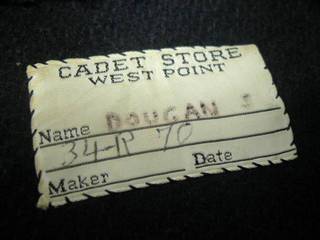 CADET STORE
WEST POINT
Name DOUGAN S
34-R 70
Maker Date